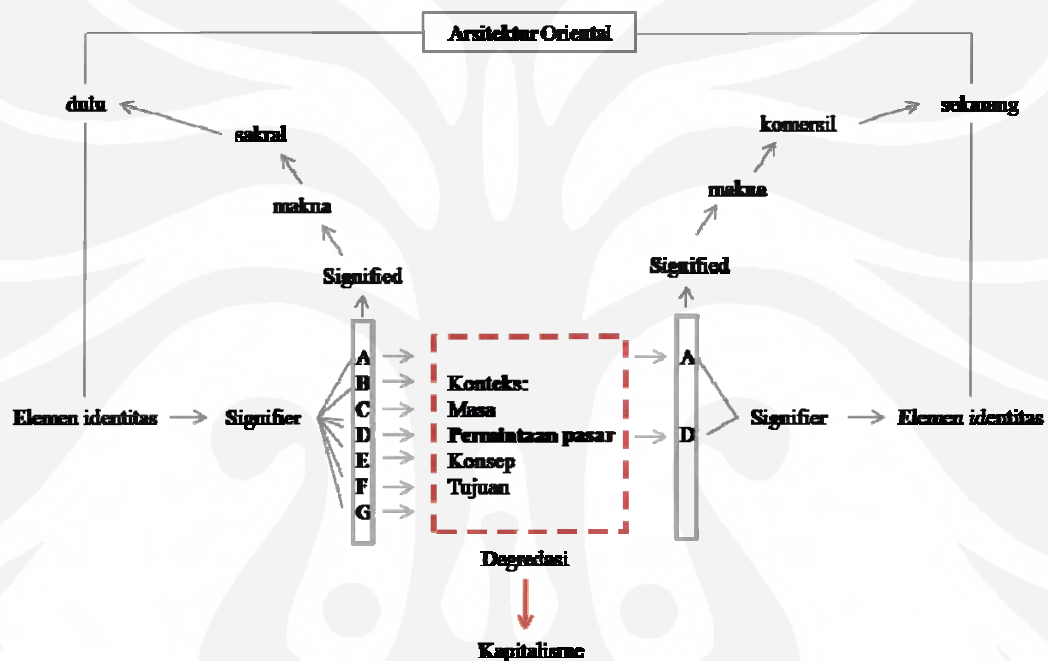 Arsitektur Oriental
dulu
sekarang
sakral
komersil
makna
makna
Signified
Signified
A
B
C
D
E
F
G
Konteks:
Masa
Permintaan pasar
Konsep
Tujuan
A
D
Elemen identitas
Signifier
Signifier
Elemen identitas
Degredasi
Kapitalisme